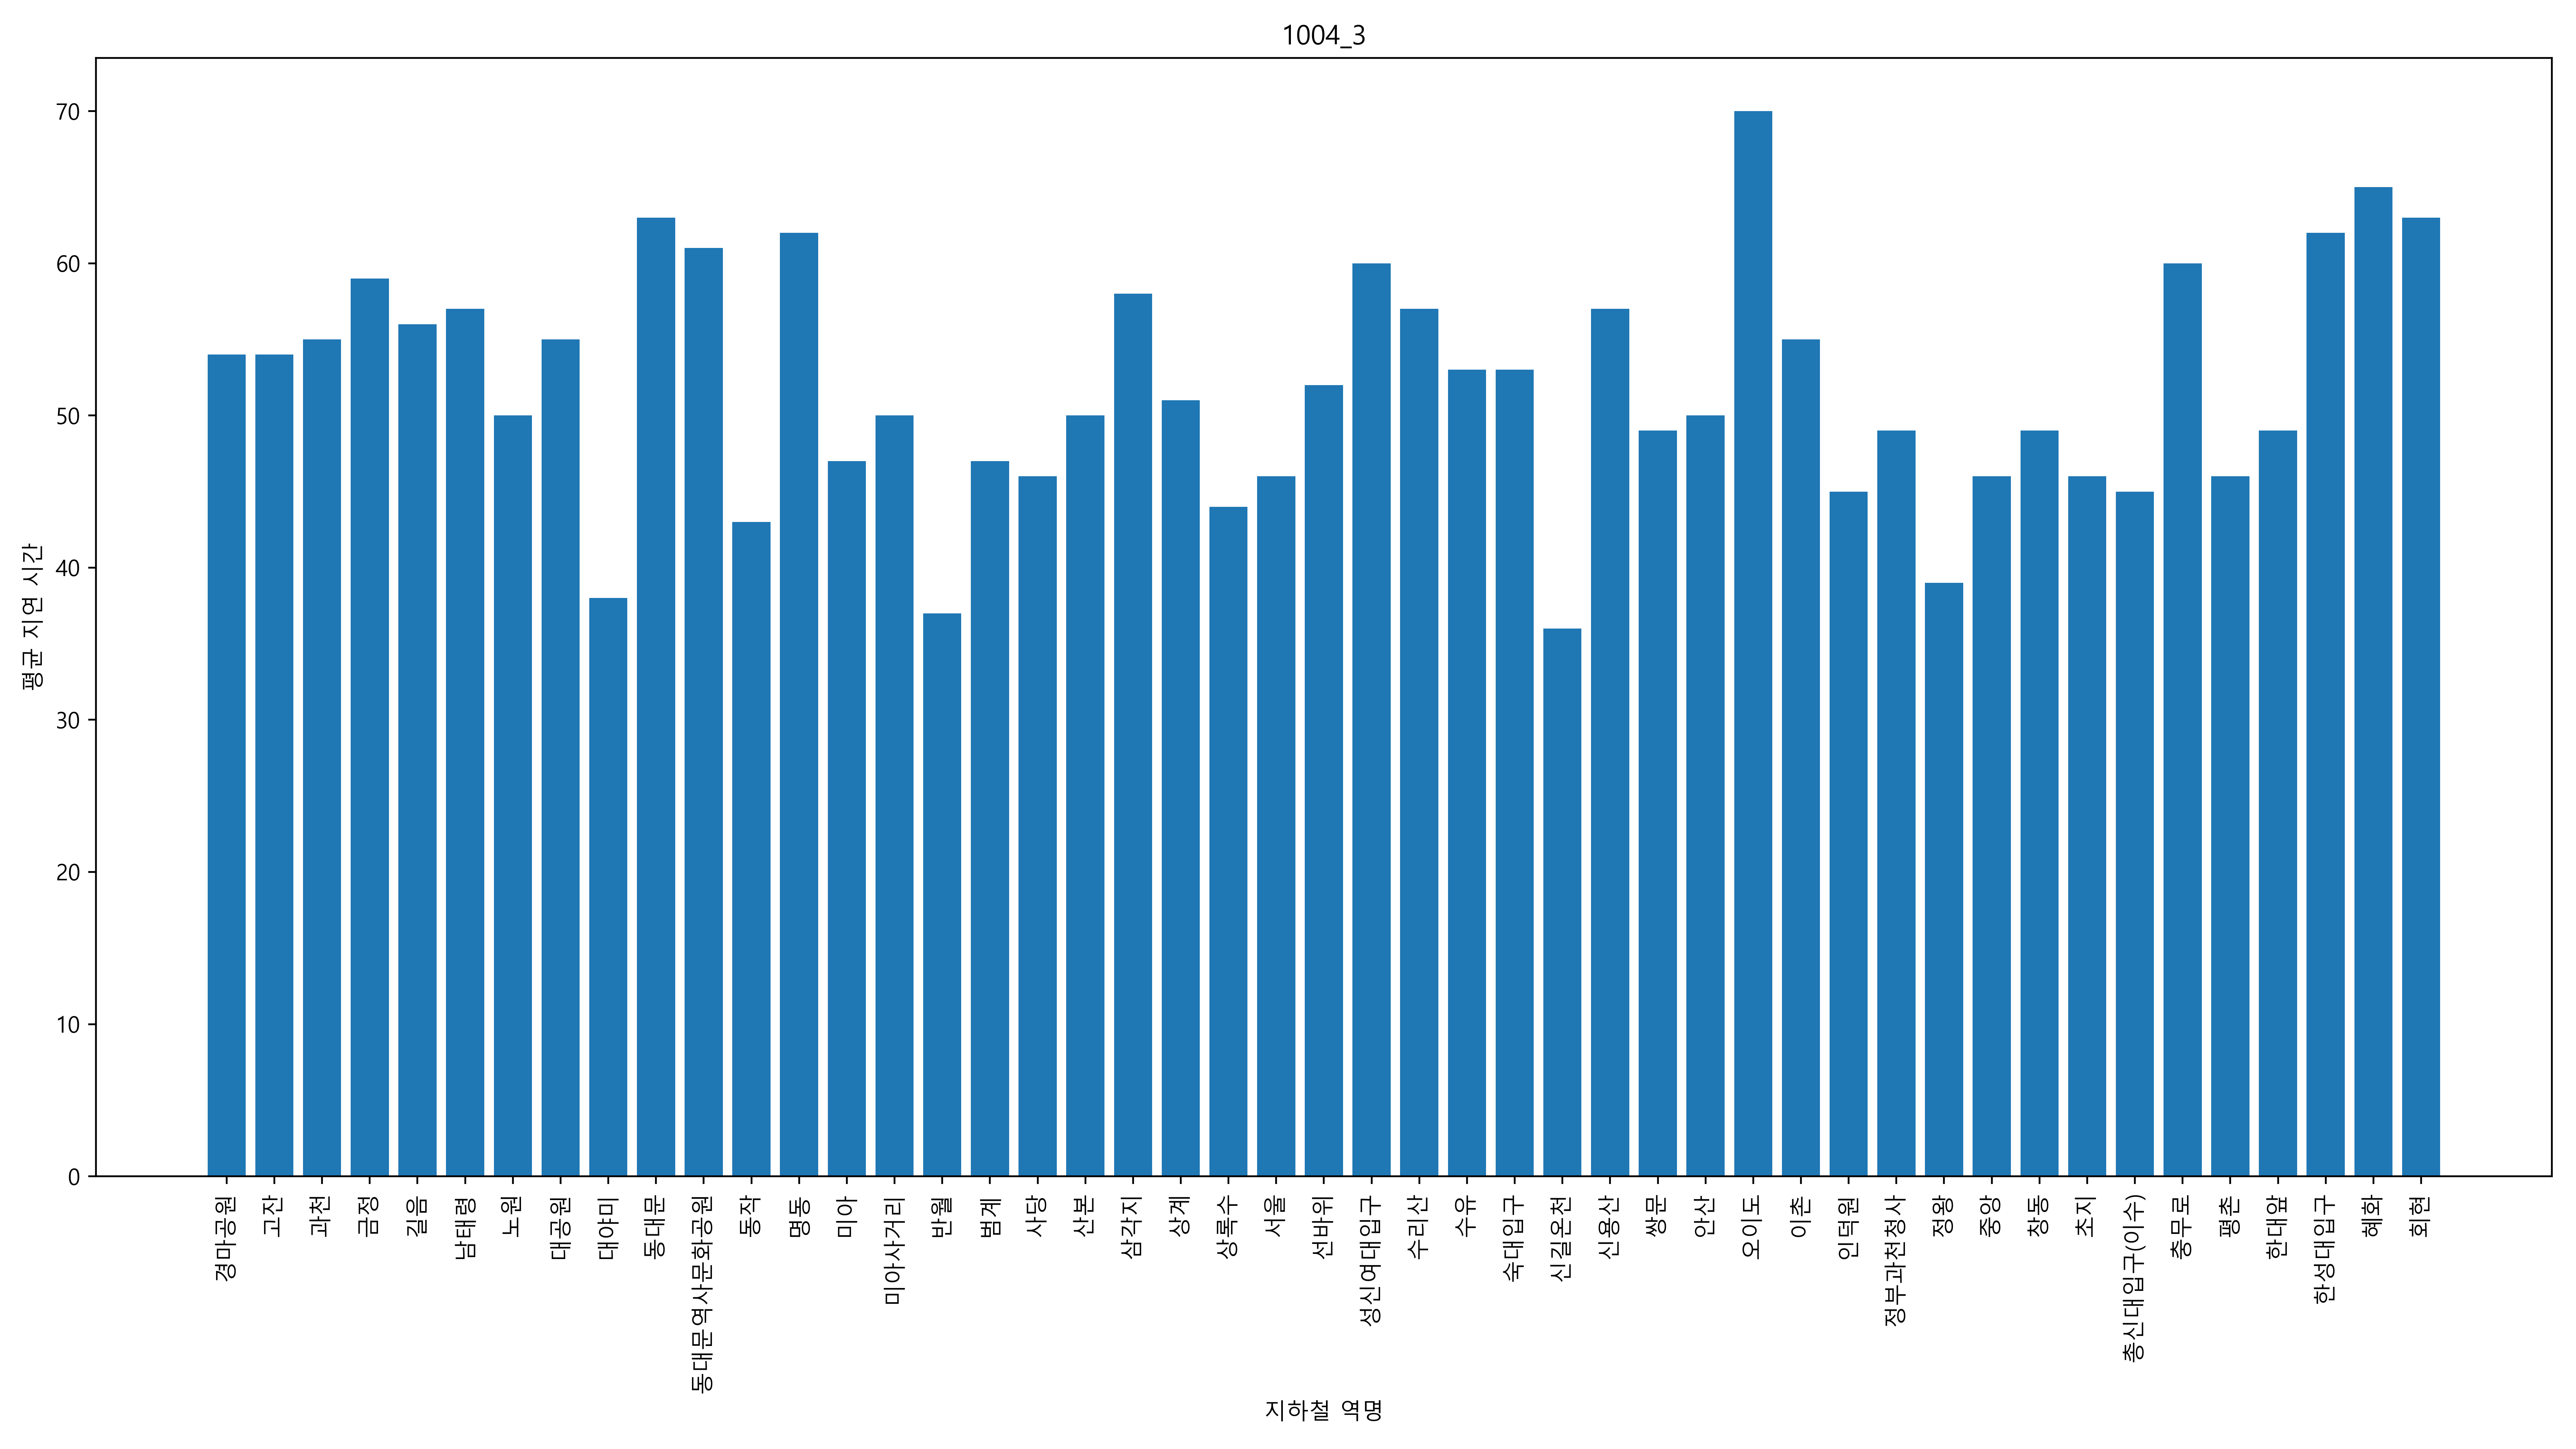 1004_3
평균 지연 시간
70
60
50
40
30
20
10
0
경마공원
고잔
과천
금정
길음
남태령
노원
대공원
대야미
동대문
동대문역사문화공원
동작
명동
미아
미아사거리
반월
범계
사당
산본
삼각지
상계
상록수
서울
선바위
성신여대입구
수리산
수유
숙대입구
신길온천
신용산
쌍문
안산
오이도
이촌
인덕원
정부과천청사
정왕
중앙
창동
초지
총신대입구(이수)
충무로
평촌
한대앞
한성대입구
혜화
회현
지하철 역명